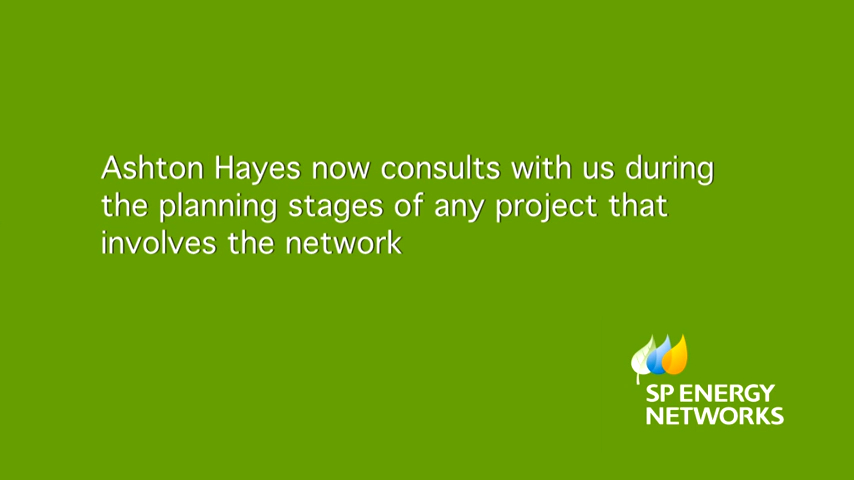 Ashton Hayes now consults with us during
the planning stages of any project that
involves the network
SP ENERGY
NETWORKS